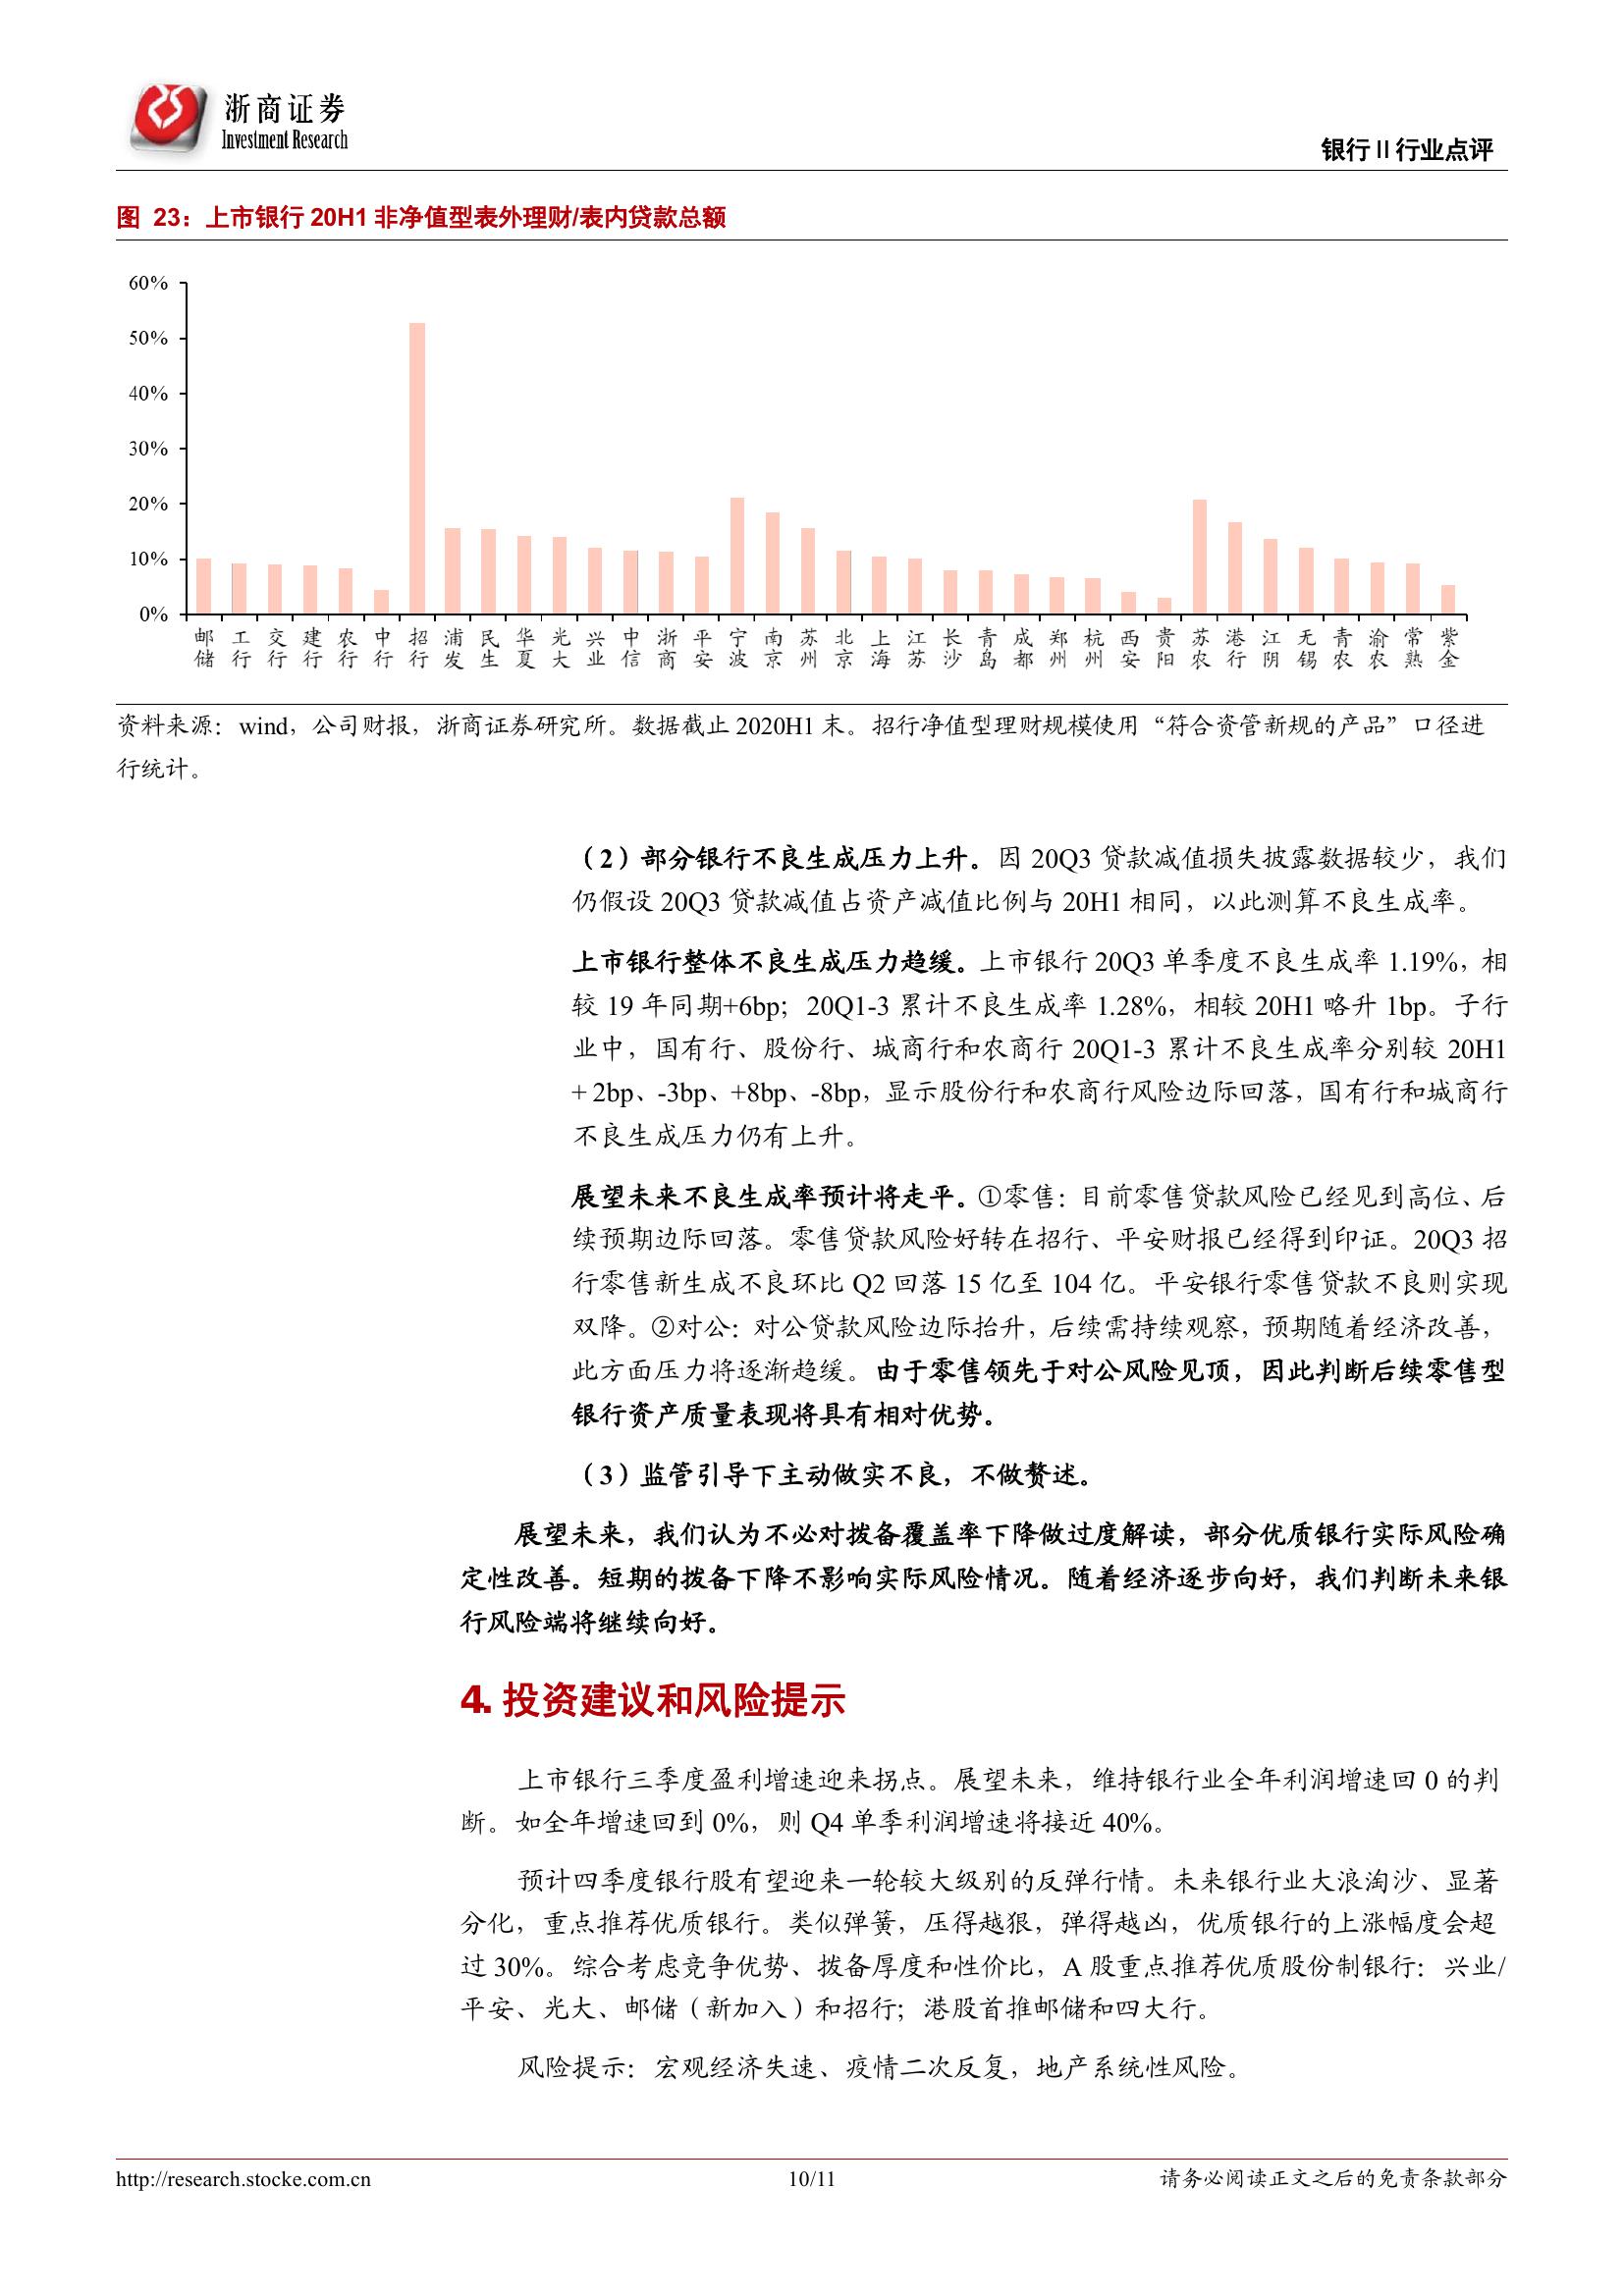 浙商证券
Investment Research
银行Ⅱ行业点评
图 23：上市银行 20H1 非净值型表外理财/表内贷款总额
60%
50%
40%
30%
20%
10%
0%
邮储 工行 交行 建行 农行 中行 招行 浦发 民生 华夏 光大 兴业 中信 浙商 平安 宁波 南京 苏州 北京 上海 江苏 长沙 青岛 成都 郑州 杭州 西安 贵阳 苏农 港行 江阴 无锡 青农 渝农 常熟 紫金
资料来源：wind，公司财报，浙商证券研究所。数据截止 2020H1 末。招行净值型理财规模使用“符合资管新规的产品”口径进
行统计。
（2）部分银行不良生成压力上升。因 20Q3 贷款减值损失披露数据较少，我们
仍假设 20Q3 贷款减值占资产减值比例与 20H1 相同，以此测算不良生成率。
上市银行整体不良生成压力趋缓。上市银行 20Q3 单季度不良生成率 1.19%，相
较 19 年同期+6bp；20Q1-3 累计不良生成率 1.28%，相较 20H1 略升 1bp。子行
业中，国有行、股份行、城商行和农商行 20Q1-3 累计不良生成率分别较 20H1
+ 2bp、-3bp、+8bp、-8bp，显示股份行和农商行风险边际回落，国有行和城商行
不良生成压力仍有上升。
展望未来不良生成率预计将走平。①零售：目前零售贷款风险已经见到高位、后
续预期边际回落。零售贷款风险好转在招行、平安财报已经得到印证。20Q3 招
行零售新生成不良环比 Q2 回落 15 亿至 104 亿。平安银行零售贷款不良则实现
双降。②对公：对公贷款风险边际抬升，后续需持续观察，预期随着经济改善，
此方面压力将逐渐趋缓。由于零售领先于对公风险见顶，因此判断后续零售型
银行资产质量表现将具有相对优势。
（3）监管引导下主动做实不良，不做赘述。
展望未来，我们认为不必对拨备覆盖率下降做过度解读，部分优质银行实际风险确
定性改善。短期的拨备下降不影响实际风险情况。随着经济逐步向好，我们判断未来银
行风险端将继续向好。
4. 投资建议和风险提示
上市银行三季度盈利增速迎来拐点。展望未来，维持银行业全年利润增速回 0 的判
断。如全年增速回到 0%，则 Q4 单季利润增速将接近 40%。
预计四季度银行股有望迎来一轮较大级别的反弹行情。未来银行业大浪淘沙、显著
分化，重点推荐优质银行。类似弹簧，压得越狠，弹得越凶，优质银行的上涨幅度会超
过 30%。综合考虑竞争优势、拨备厚度和性价比，A 股重点推荐优质股份制银行：兴业/
平安、光大、邮储（新加入）和招行；港股首推邮储和四大行。
风险提示：宏观经济失速、疫情二次反复，地产系统性风险。
http://research.stocke.com.cn
10/11
请务必阅读正文之后的免责条款部分